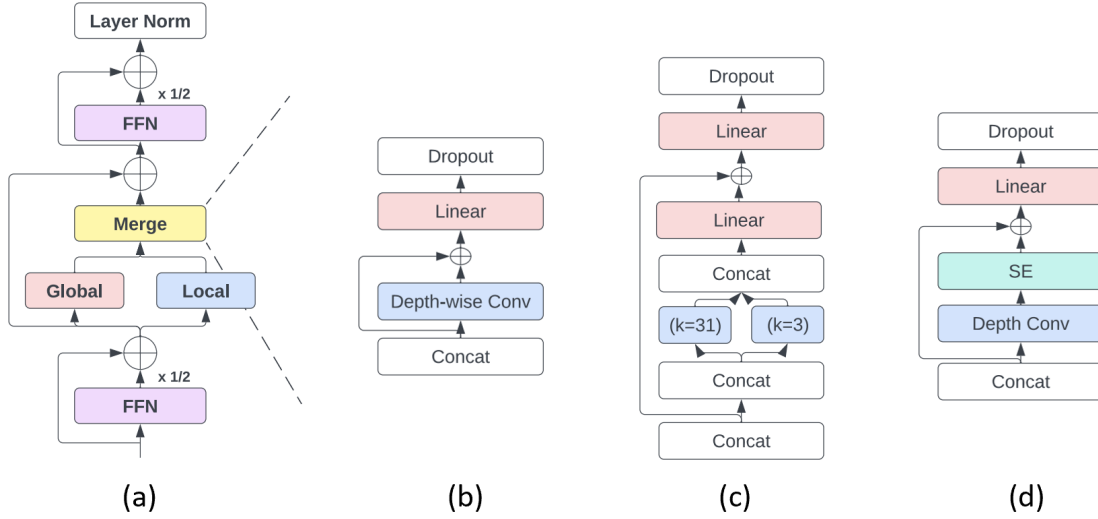 Layer Norm
x 1/2
FFN
Merge
Global
Local
x 1/2
FFN
(a)
Dropout
Linear
Depth-wise Conv
Concat
(b)
Dropout
Linear
Linear
Concat
(k=31)
(k=3)
Concat
Concat
(c)
Dropout
Linear
SE
Depth Conv
Concat
(d)